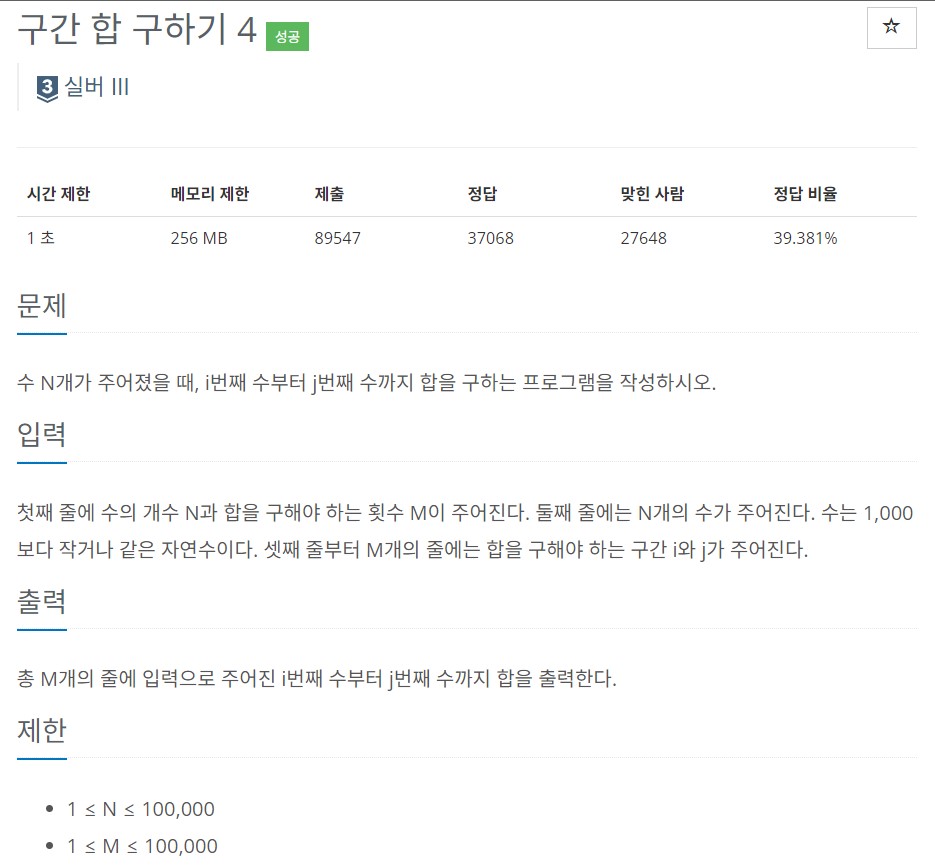 구간 합 구하기 4 성공
☆
3 실버 III
시간 제한 메모리 제한 제출 정답 맞힌 사람 정답 비율
1 초 256 MB 89547 37068 27648 39.381%
문제
수 N개가 주어졌을 때, i번째 수부터 j번째 수까지 합을 구하는 프로그램을 작성하시오.
입력
첫째 줄에 수의 개수 N과 합을 구해야 하는 횟수 M이 주어진다. 둘째 줄에는 N개의 수가 주어진다. 수는 1,000
보다 작거나 같은 자연수이다. 셋째 줄부터 M개의 줄에는 합을 구해야 하는 구간 i와 j가 주어진다.
출력
총 M개의 줄에 입력으로 주어진 i번째 수부터 j번째 수까지 합을 출력한다.
제한
• 1 ≤ N ≤ 100,000
• 1 ≤ M ≤ 100,000